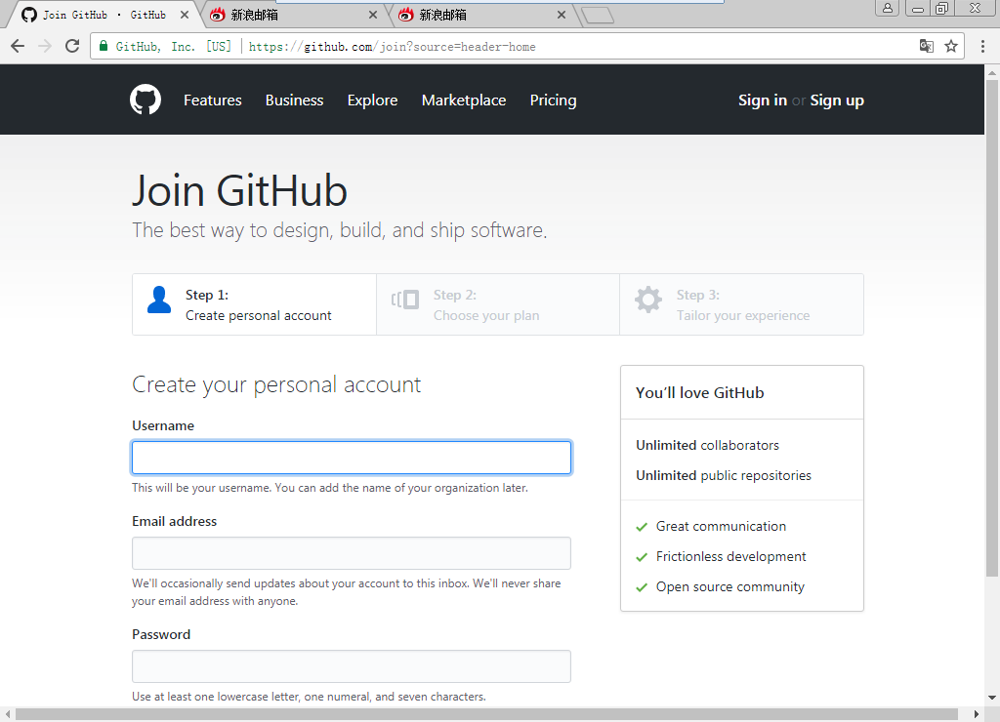 Join GitHub · GitHub
新浪邮箱
新浪邮箱
GitHub, Inc. [US] | https://github.com/join?source=header-home
Features Business Explore Marketplace Pricing
Sign in or Sign up
Join GitHub
The best way to design, build, and ship software.
Step 1:
Create personal account
Step 2:
Choose your plan
Step 3:
Tailor your experience
Create your personal account
Username
This will be your username. You can add the name of your organization later.
Email address
We'll occasionally send updates about your account to this inbox. We'll never share
your email address with anyone.
Password
Use at least one lowercase letter, one numeral, and seven characters.
You'll love GitHub
Unlimited collaborators
Unlimited public repositories
Great communication
Frictionless development
Open source community